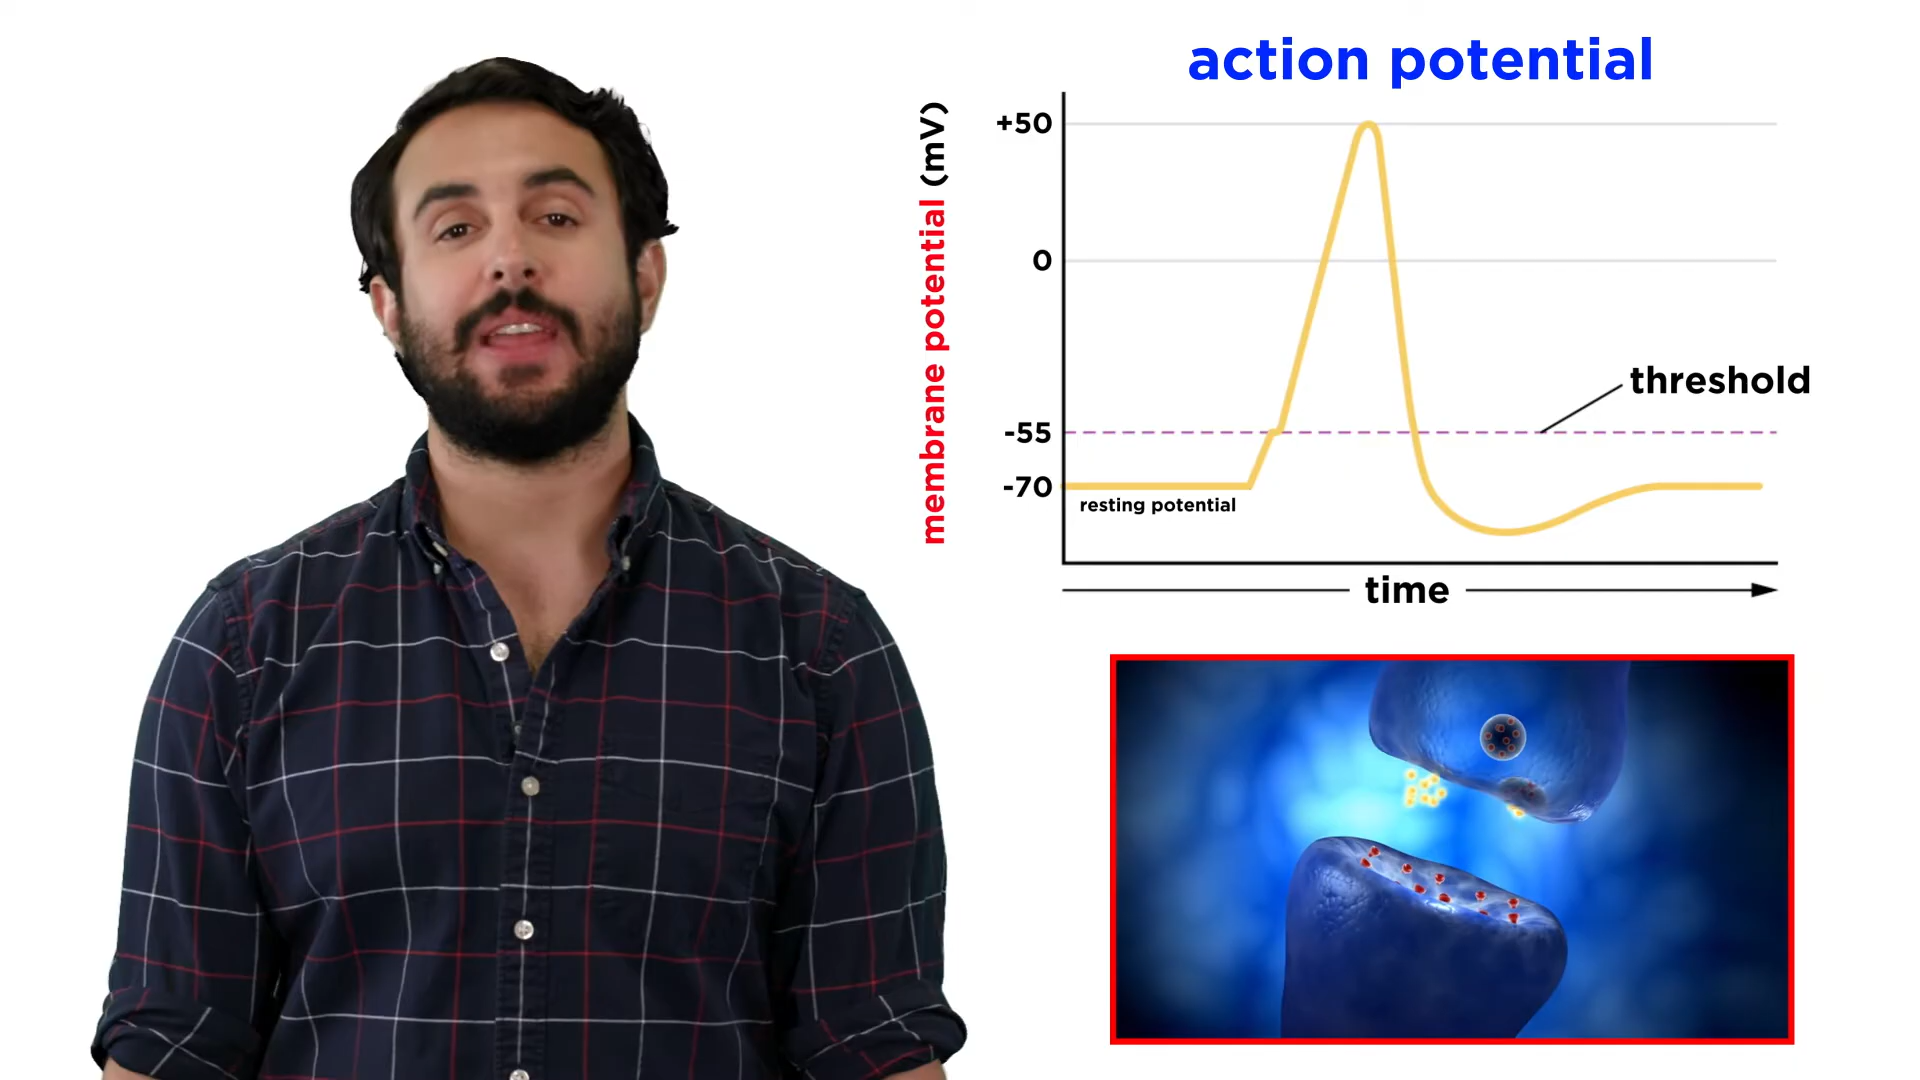 action potential
membrane potential (mV)
+50
0
-55
-70
threshold
resting potential
time